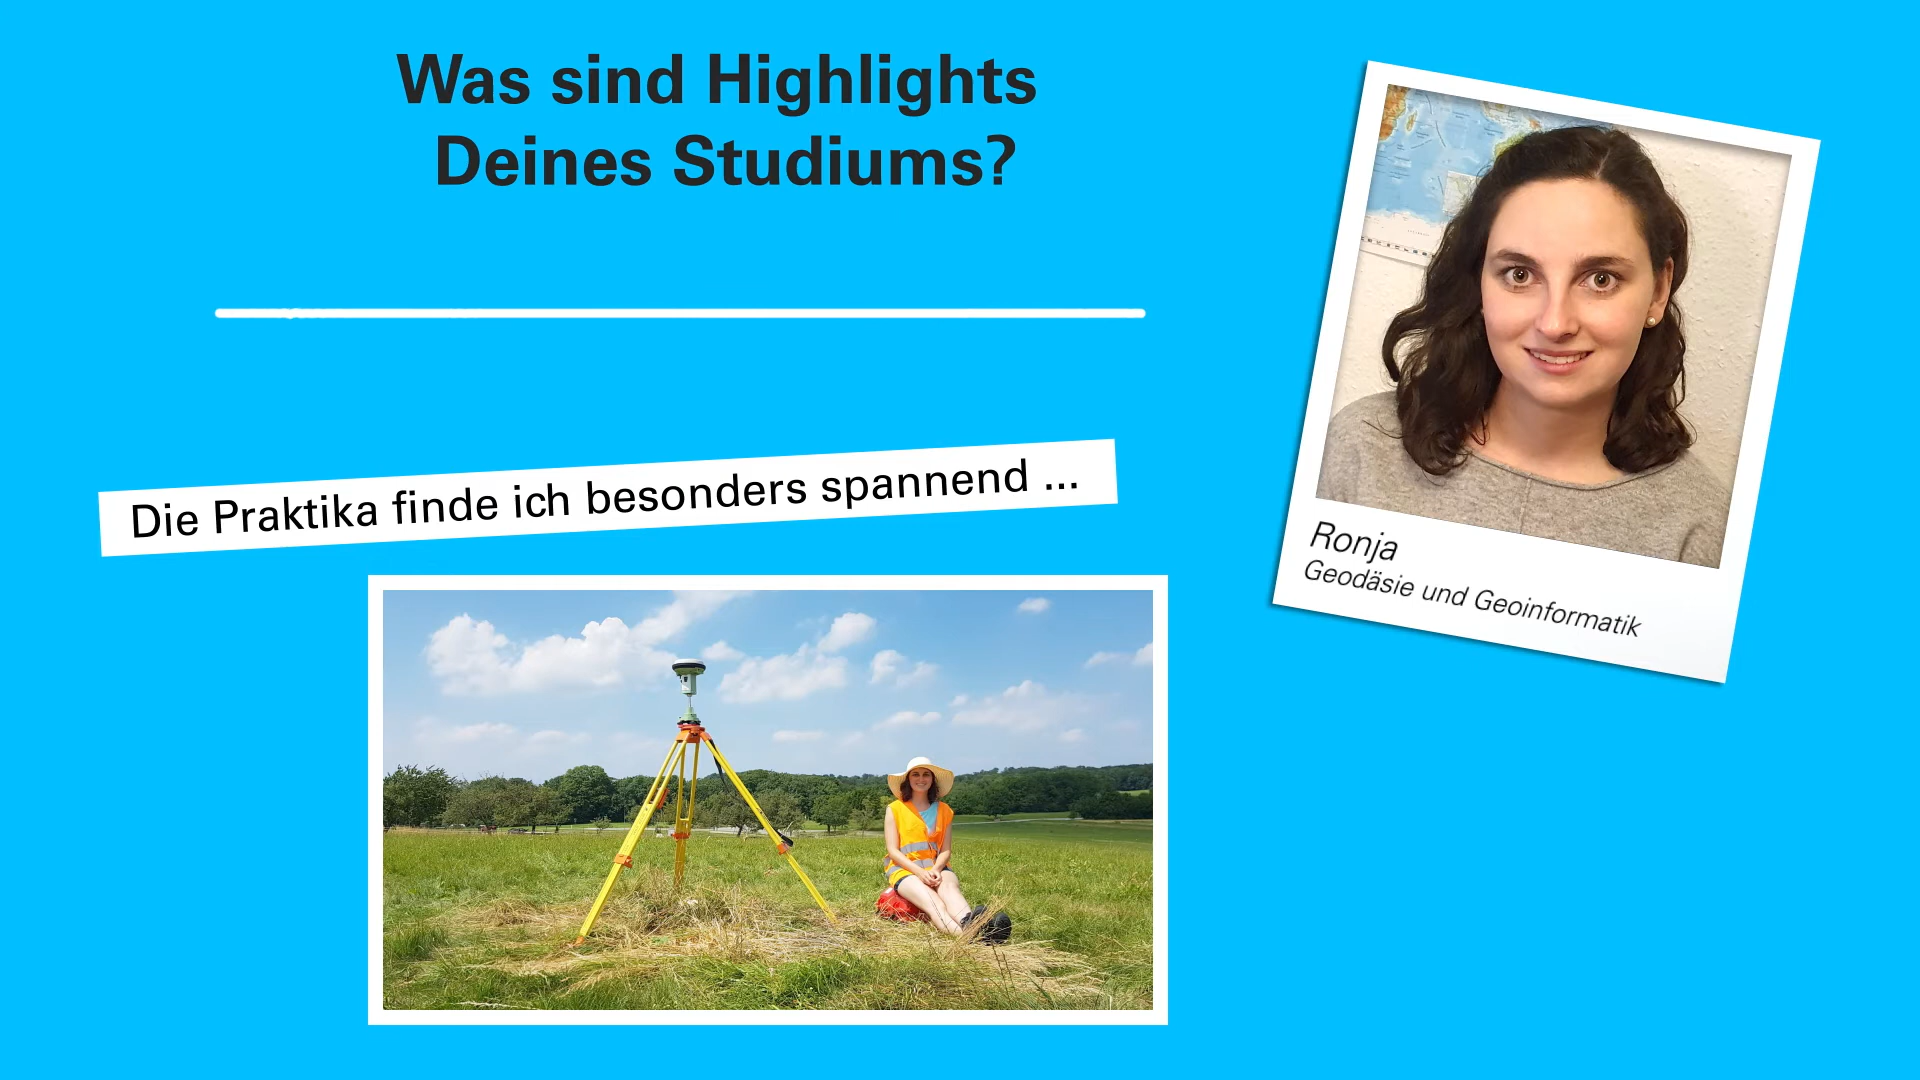 Was sind Highlights
Deines Studiums?
Die Praktika finde ich besonders spannend ...
Ronja
Geodäsie und Geoinformatik